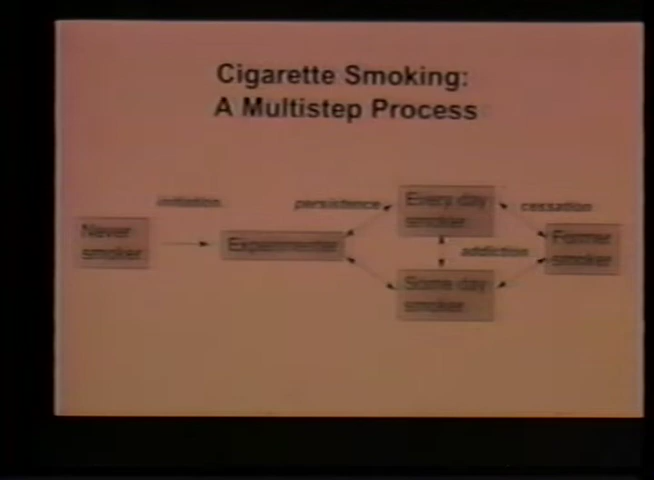 Cigarette Smoking:
A Multistep Process
initiation
persistence
Every day
smoker
cessation
Never
smoker
Experimenter
addiction
Former
smoker
Some day
smoker